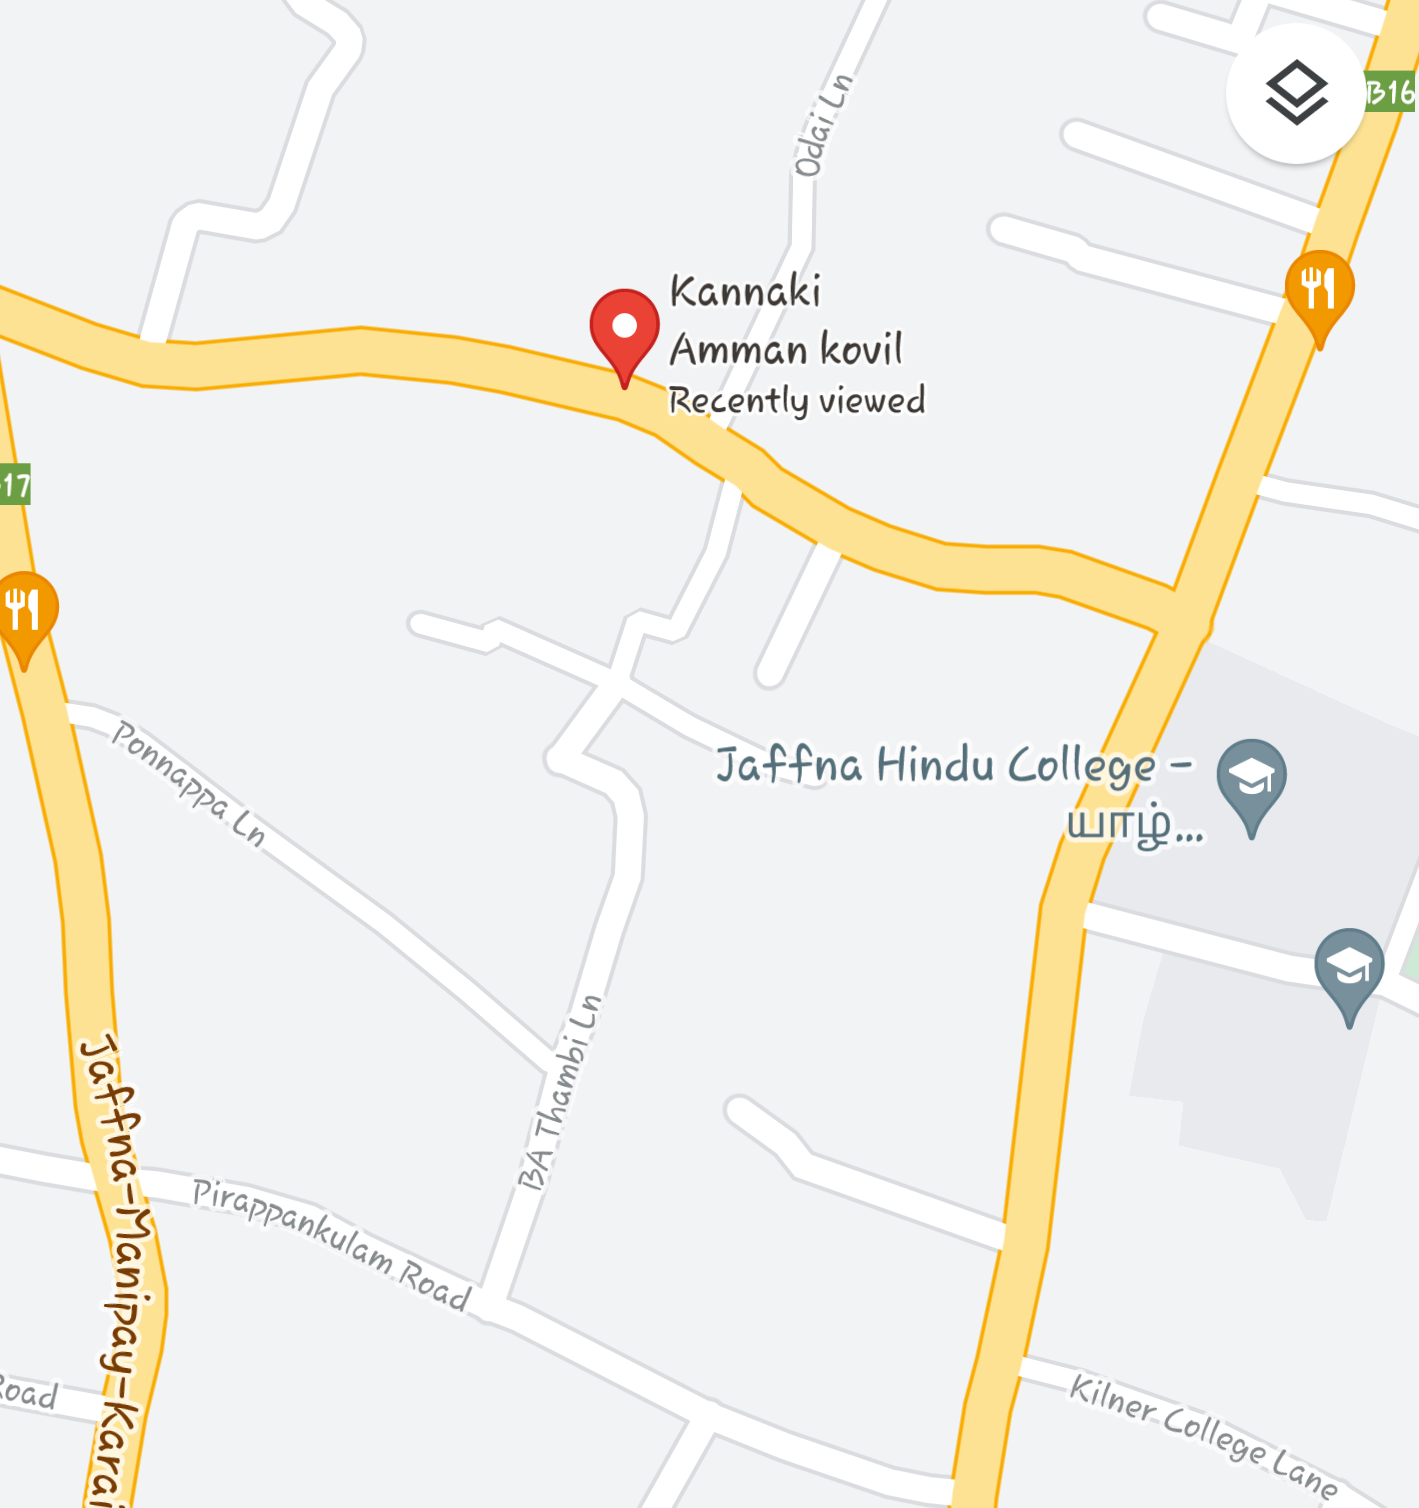 Odai Ln
B16
Kannaki
Amman kovil
Recently viewed
17
Ponnappa Ln
Jaffna Hindu College -
யாழ்...
BA Thambi Ln
Jaffna-Manipay-Karai
Pirappankulam Road
Road
Kilner College Lane